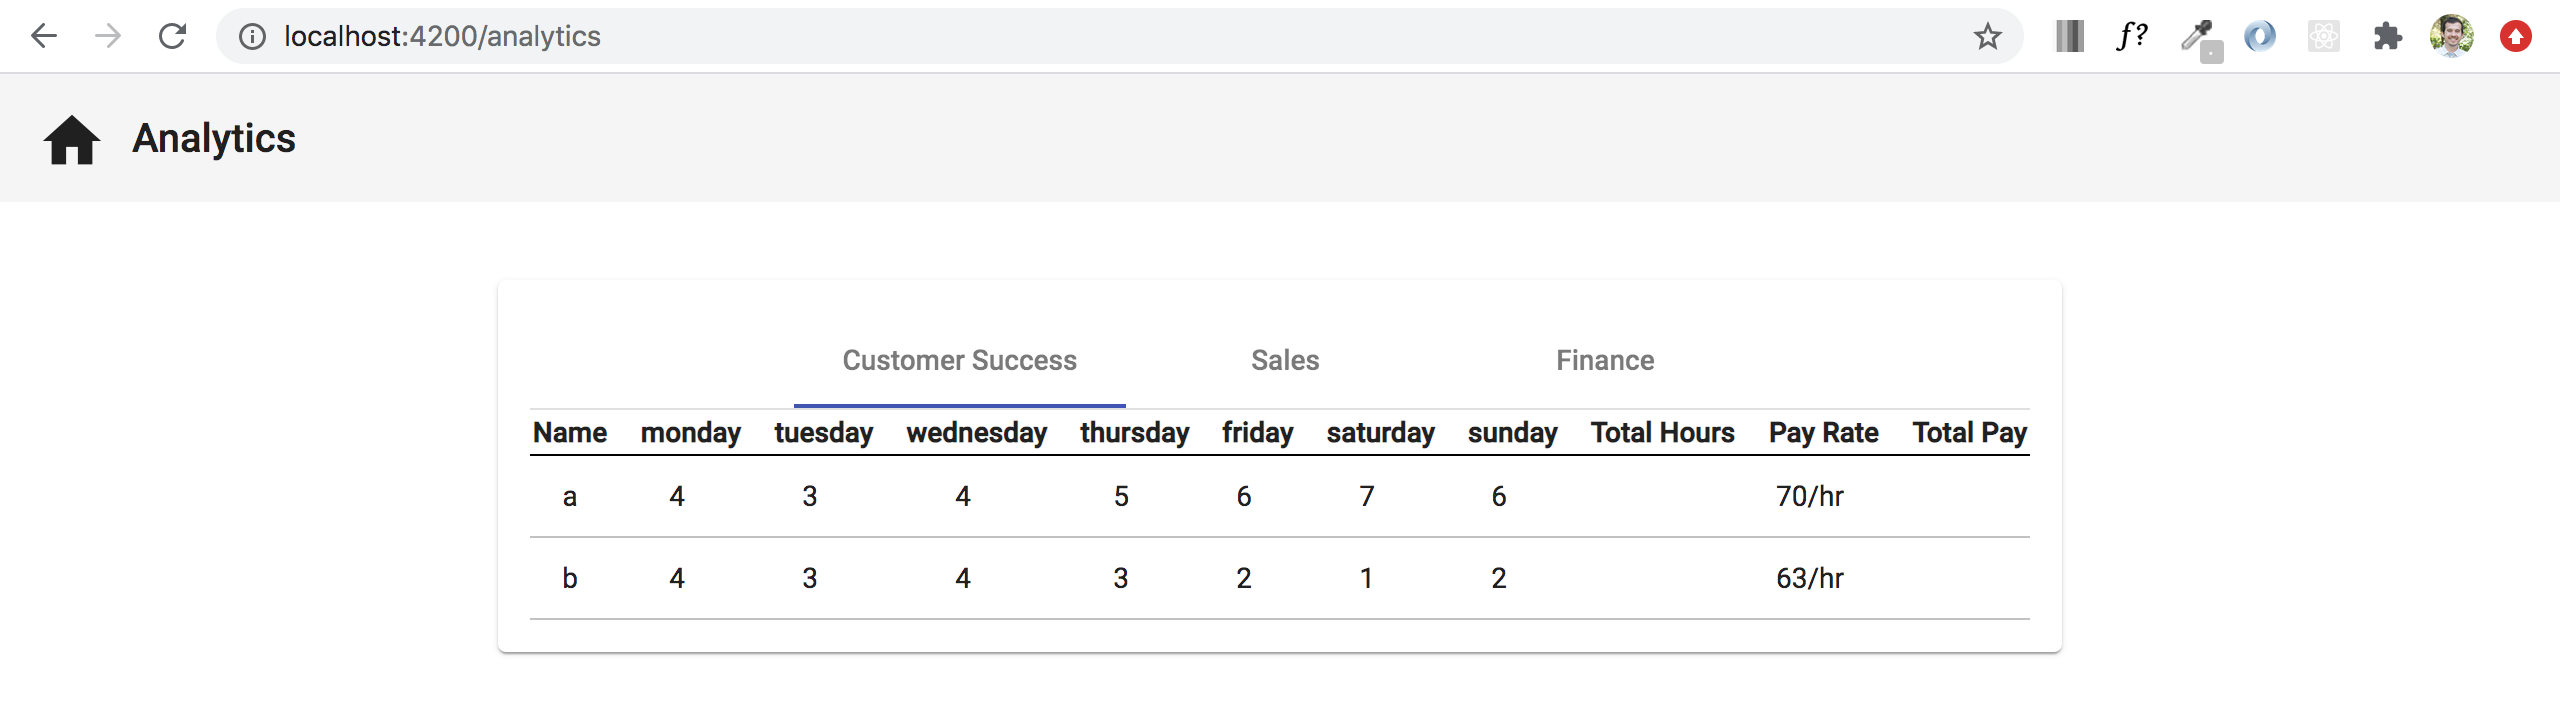 localhost:4200/analytics f?
Analytics
Customer Success Sales Finance
Name monday tuesday wednesday thursday friday saturday sunday Total Hours Pay Rate Total Pay
a 4 3 4 5 6 7 6 70/hr
b 4 3 4 3 2 1 2 63/hr